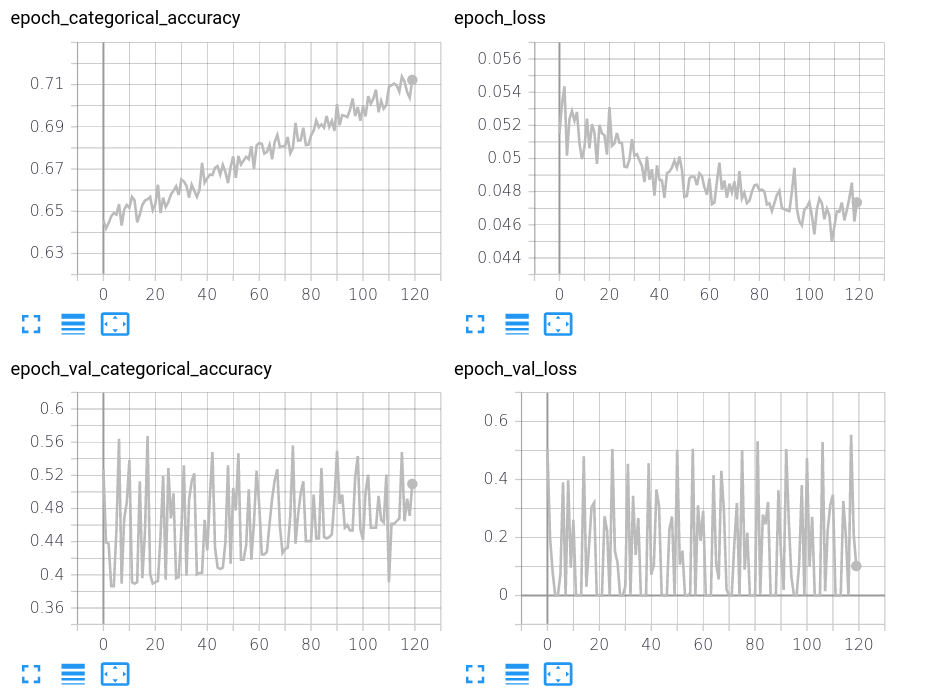 epoch_categorical_accuracy
0.71
0.69
0.67
0.65
0.63
0 20 40 60 80 100 120
epoch_loss
0.056
0.054
0.052
0.05
0.048
0.046
0.044
0 20 40 60 80 100 120
epoch_val_categorical_accuracy
0.6
0.56
0.52
0.48
0.44
0.4
0.36
0 20 40 60 80 100 120
epoch_val_loss
0.6
0.4
0.2
0
0 20 40 60 80 100 120